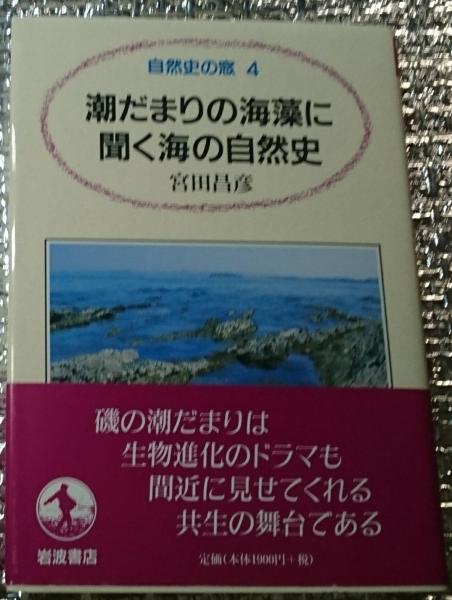 自然史の窓 4
潮だまりの海藻に
聞く海の自然史
宮田昌彦
磯の潮だまりは
生物進化のドラマも
間近に見せてくれる
共生の舞台である
岩波書店
定価(本体1900円+税)